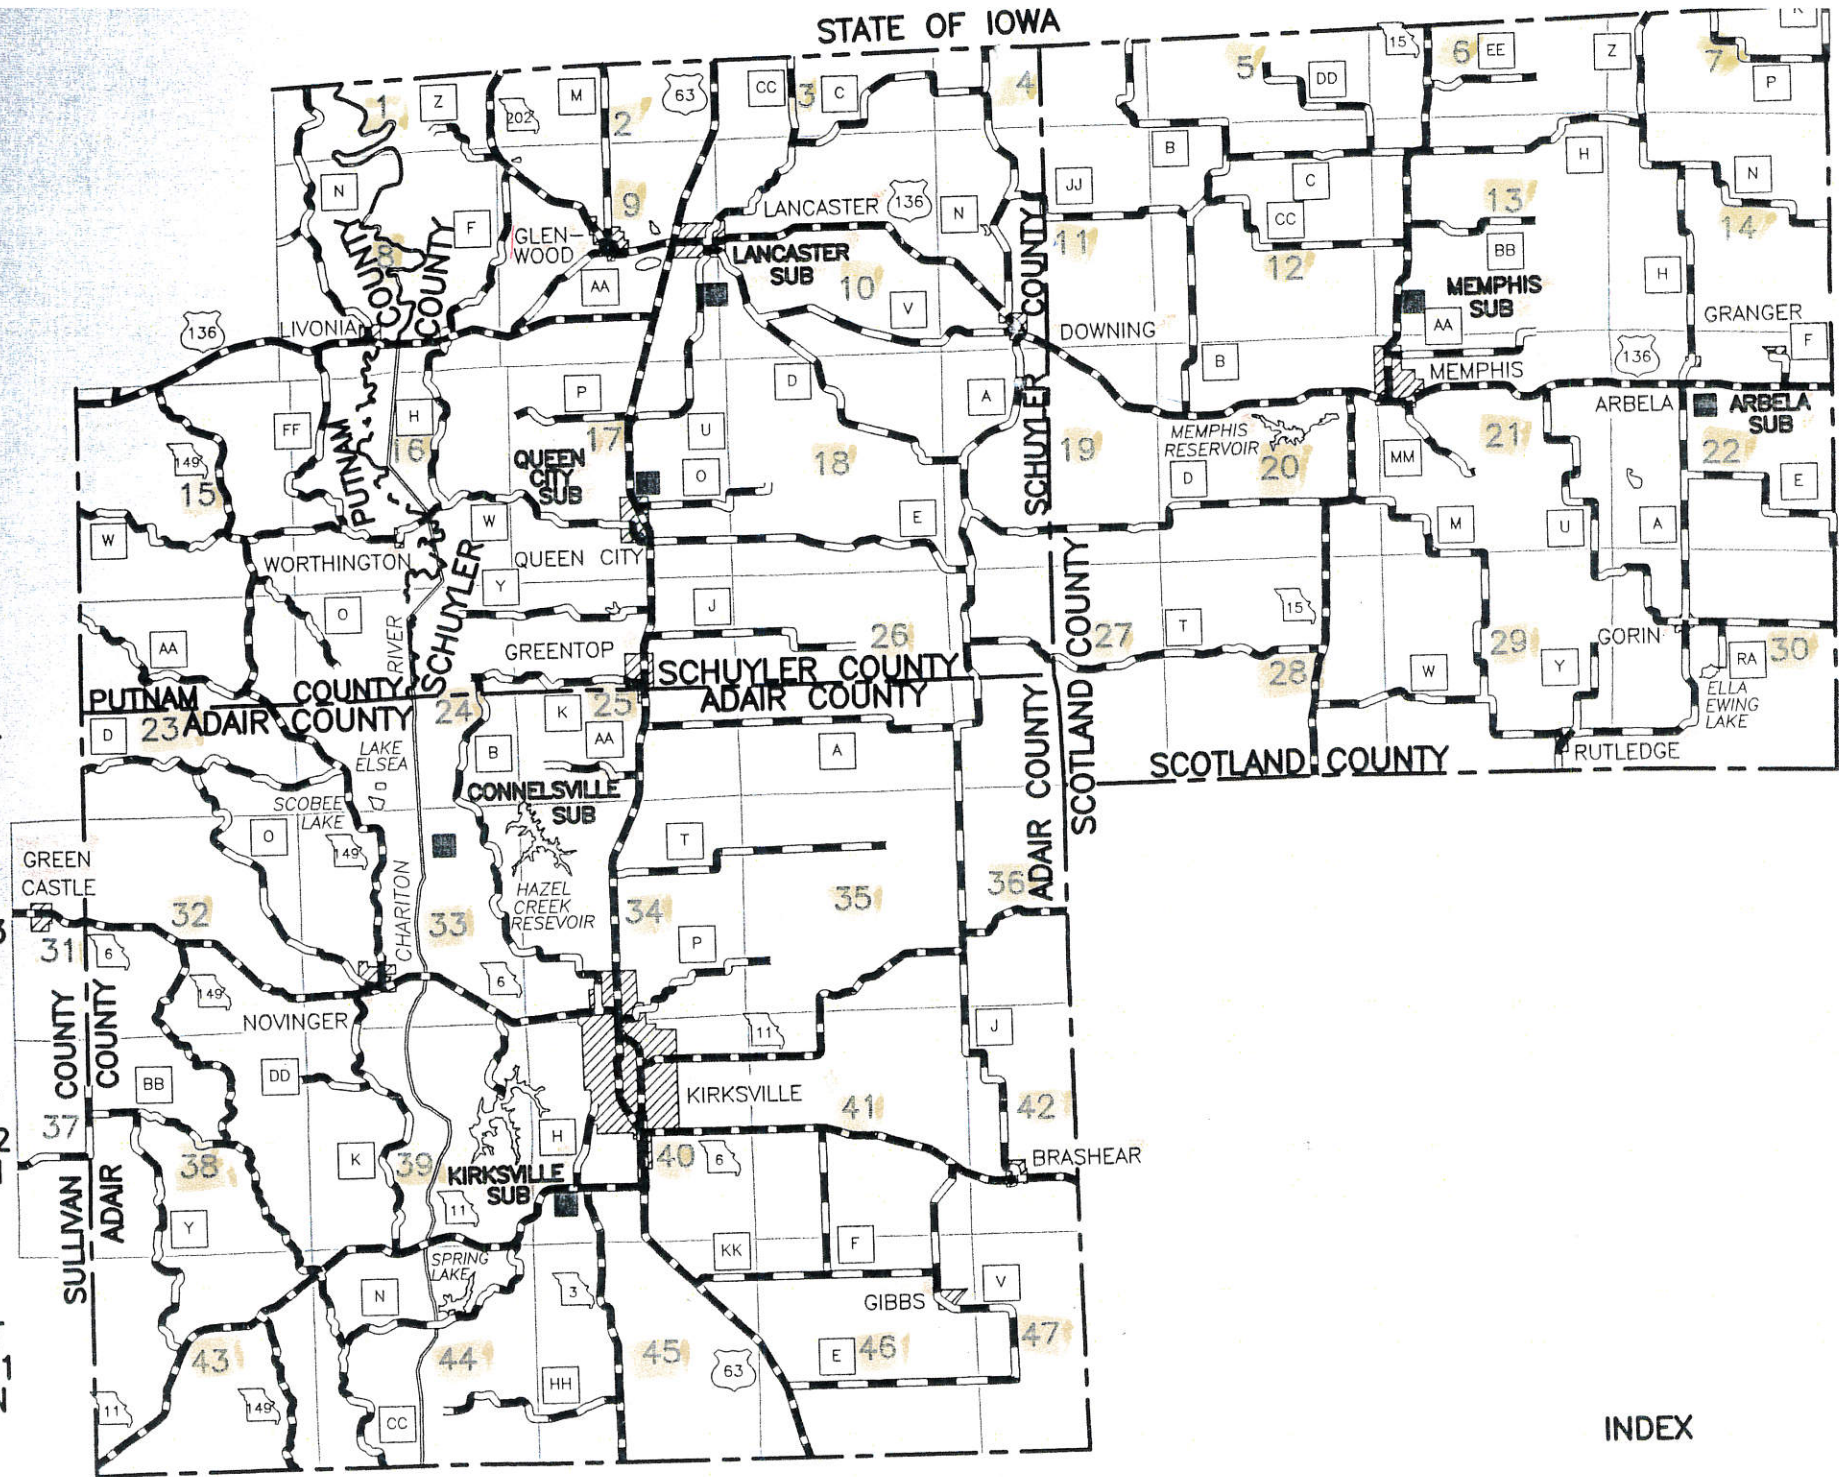 STATE OF IOWA
1
Z
202
M
2
63
CC
3
C
4
5
DD
15
6
EE
Z
7
P
N
9
B
H
C
13
N
JJ
CC
14
COUNTY
8
COUNTY
F
GLEN-
WOOD
LANCASTER
136
N
LANCASTER
SUB
11
12
BB
H
MEMPHIS
SUB
AA
10
V
SCHUYLER COUNTY
DOWNING
AA
GRANGER
F
136
LIVONIA
B
136
MEMPHIS
P
D
A
ARBELA
ARBELA
SUB
FF
H
17
U
MEMPHIS
RESERVOIR
21
149
15
PUTNAM
16
QUEEN
CITY
SUB
O
18
19
20
MM
22
D
E
W
W
E
M
U
A
WORTHINGTON
QUEEN CITY
Y
O
J
AA
RIVER
SCHUYLER
GREENTOP
26
27
T
15
28
29
GORIN
RA
30
SCOTLAND COUNTY
PUTNAM COUNTY
SCHUYLER COUNTY
ADAIR COUNTY
W
Y
ELLA
EWING
LAKE
D
23
ADAIR COUNTY
24
K
25
AA
B
A
ADAIR COUNTY
SCOTLAND COUNTY
RUTLEDGE
LAKE
ELSEA
CONNELSVILLE
SUB
SCOBEE
LAKE
O
149
T
GREEN
CASTLE
32
CHARITON
33
HAZEL
CREEK
RESEVOIR
34
35
36
31
6
P
149
6
NOVINGER
11
J
COUNTY
COUNTY
BB
DD
KIRKSVILLE
37
41
42
H
38
K
39
KIRKSVILLE
SUB
40
6
BRASHEAR
SULLIVAN
ADAIR
Y
11
KK
F
SPRING
LAKE
N
3
GIBBS
V
43
44
45
63
E
46
47
11
149
CC
HH
INDEX